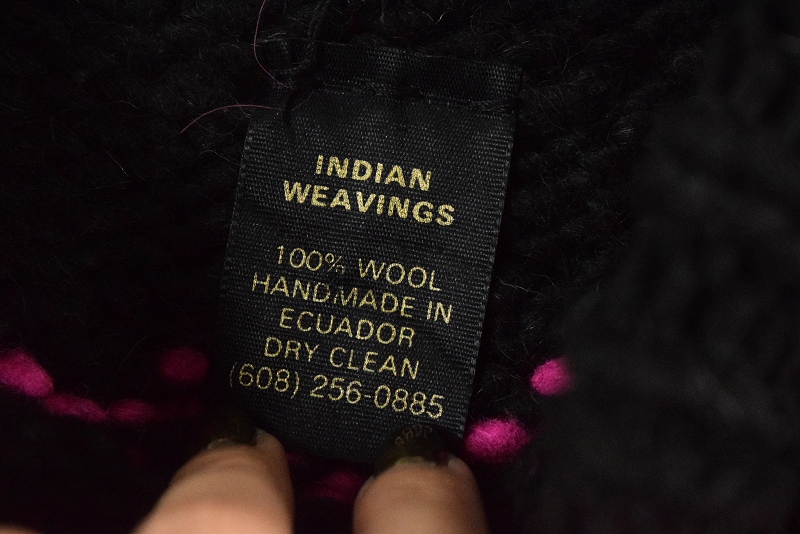 INDIAN
WEAVINGS
100% WOOL
HANDMADE IN
ECUADOR
DRY CLEAN
(608) 256-0885